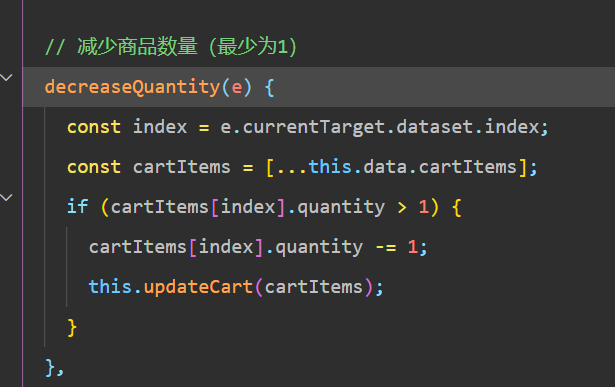 // 减少商品数量（最少为1）
decreaseQuantity(e) {
const index = e.currentTarget.dataset.index;
const cartItems = [...this.data.cartItems];
if (cartItems[index].quantity > 1) {
cartItems[index].quantity -= 1;
this.updateCart(cartItems);
}
},